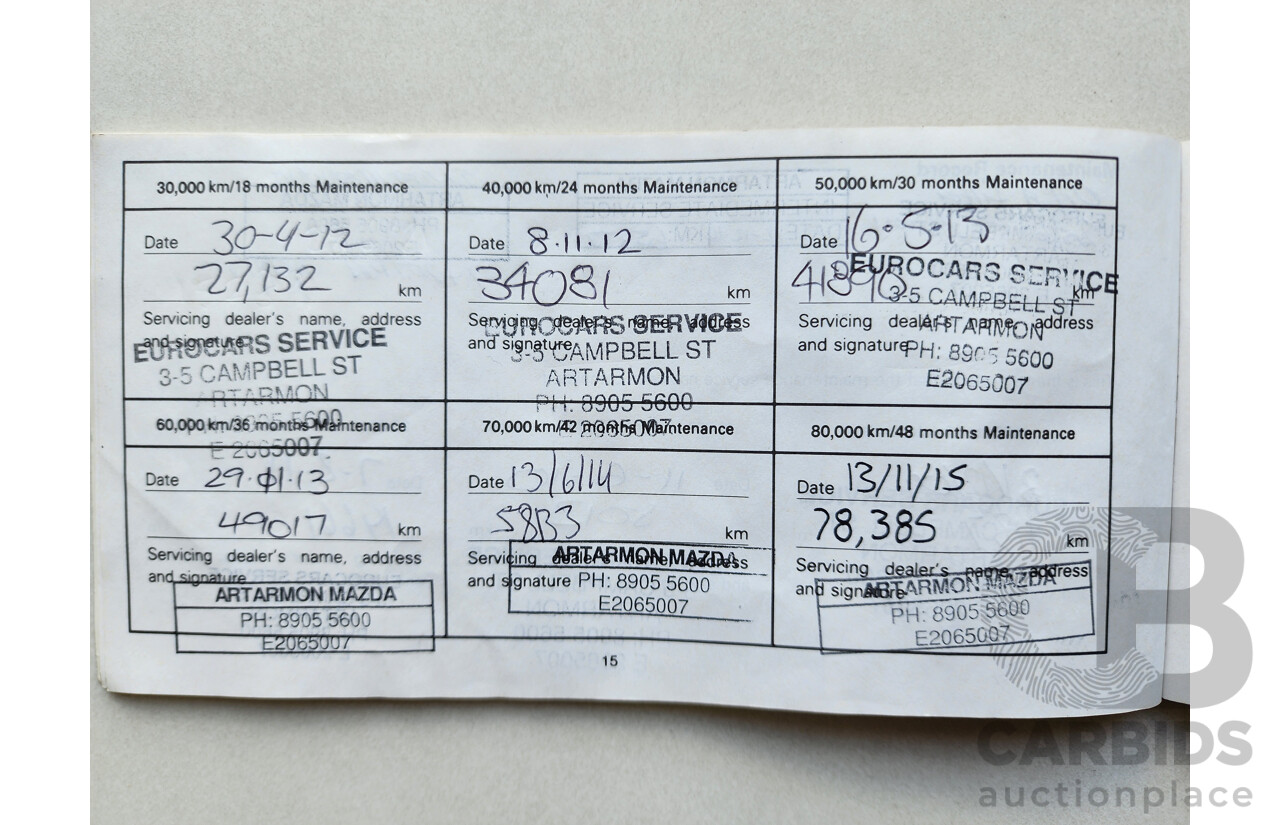 30,000 km/18 months Maintenance
Date 30-4-12
27,132 km
Servicing dealer's name, address
and signature
EUROCARS SERVICE
3-5 CAMPBELL ST
ARTARMON
8905 5600
E 2065007
40,000 km/24 months Maintenance
Date 8.11.12
34081 km
Servicing dealer's name, address
and signature
EUROCARS SERVICE
3-5 CAMPBELL ST
ARTARMON
PH: 8905 5600
E 2065007
50,000 km/30 months Maintenance
Date 16.5.13
41896 km
Servicing dealer's name, address
and signature
EUROCARS SERVICE
3-5 CAMPBELL ST
ARTARMON
PH: 8905 5600
E2065007
60,000 km/36 months Maintenance
Date 29.11.13
49017 km
Servicing dealer's name, address
and signature
ARTARMON MAZDA
PH: 8905 5600
E2065007
70,000 km/42 months Maintenance
Date 13/6/14
km
Servicing dealer's name, address
and signature
ARTARMON MAZDA
PH: 8905 5600
E2065007
80,000 km/48 months Maintenance
Date 13/11/15
78,385 km
Servicing dealer's name, address
and signature
ARTARMON MAZDA
PH: 8905 5600
E2065007
15
CARBIDS
auctionplace